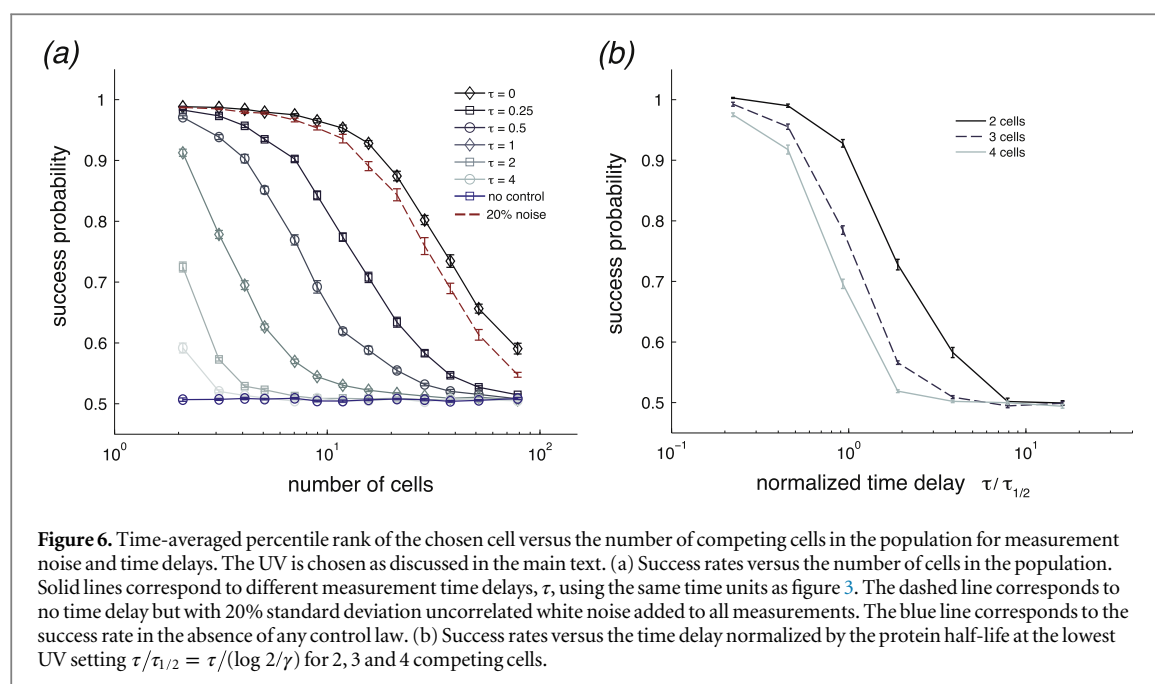 (a)
1
0.9
0.8
0.7
0.6
0.5
success probability
10^0
10^1
10^2
number of cells
τ = 0
τ = 0.25
τ = 0.5
τ = 1
τ = 2
τ = 4
no control
20% noise
(b)
1
0.9
0.8
0.7
0.6
0.5
success probability
10^-1
10^0
10^1
normalized time delay τ/τ_1/2
2 cells
3 cells
4 cells
Figure 6. Time-averaged percentile rank of the chosen cell versus the number of competing cells in the population for measurement
noise and time delays. The UV is chosen as discussed in the main text. (a) Success rates versus the number of cells in the population.
Solid lines correspond to different measurement time delays, τ, using the same time units as figure 3. The dashed line corresponds to
no time delay but with 20% standard deviation uncorrelated white noise added to all measurements. The blue line corresponds to the
success rate in the absence of any control law. (b) Success rates versus the time delay normalized by the protein half-life at the lowest
UV setting τ/τ_1/2 = τ/(log 2/γ) for 2, 3 and 4 competing cells.